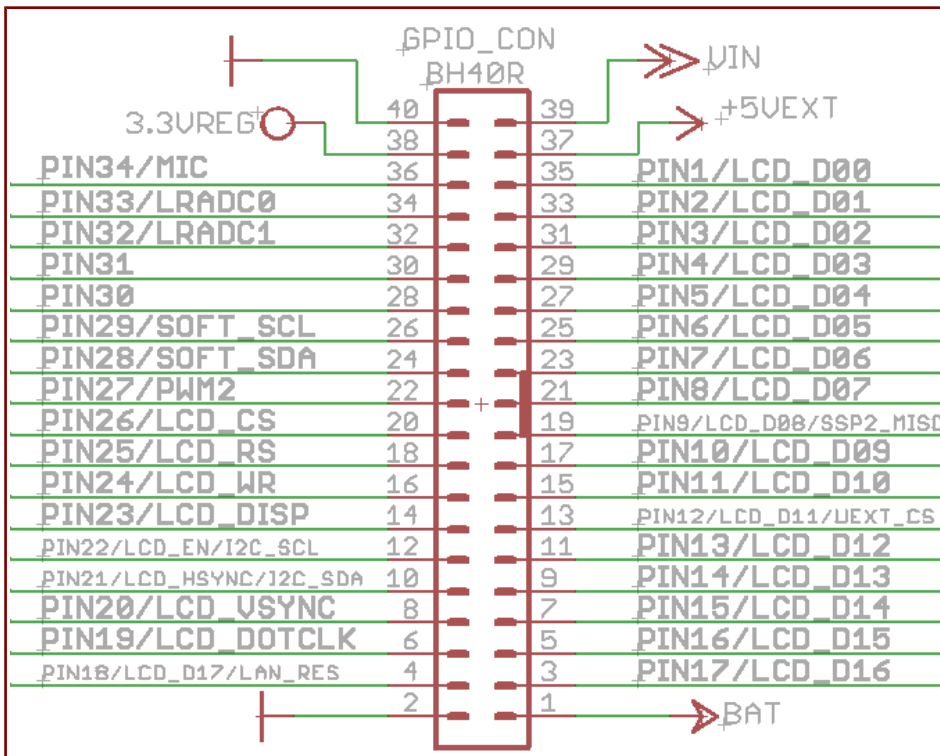 GPIO_CON
BH40R
VIN
3.3VREG
+5VEXT
40 39
38 37
PIN34/MIC 36 35 PIN1/LCD_D00
PIN33/LRADC0 34 33 PIN2/LCD_D01
PIN32/LRADC1 32 31 PIN3/LCD_D02
PIN31 30 29 PIN4/LCD_D03
PIN30 28 27 PIN5/LCD_D04
PIN29/SOFT_SCL 26 25 PIN6/LCD_D05
PIN28/SOFT_SDA 24 23 PIN7/LCD_D06
PIN27/PWM2 22 21 PIN8/LCD_D07
PIN26/LCD_CS 20 19 PIN9/LCD_D08/SSP2_MISO
PIN25/LCD_RS 18 17 PIN10/LCD_D09
PIN24/LCD_WR 16 15 PIN11/LCD_D10
PIN23/LCD_DISP 14 13 PIN12/LCD_D11/UEXT_CS
PIN22/LCD_EN/I2C_SCL 12 11 PIN13/LCD_D12
PIN21/LCD_HSYNC/I2C_SDA 10 9 PIN14/LCD_D13
PIN20/LCD_VSYNC 8 7 PIN15/LCD_D14
PIN19/LCD_DOTCLK 6 5 PIN16/LCD_D15
PIN18/LCD_D17/LAN_RES 4 3 PIN17/LCD_D16
2 1 BAT